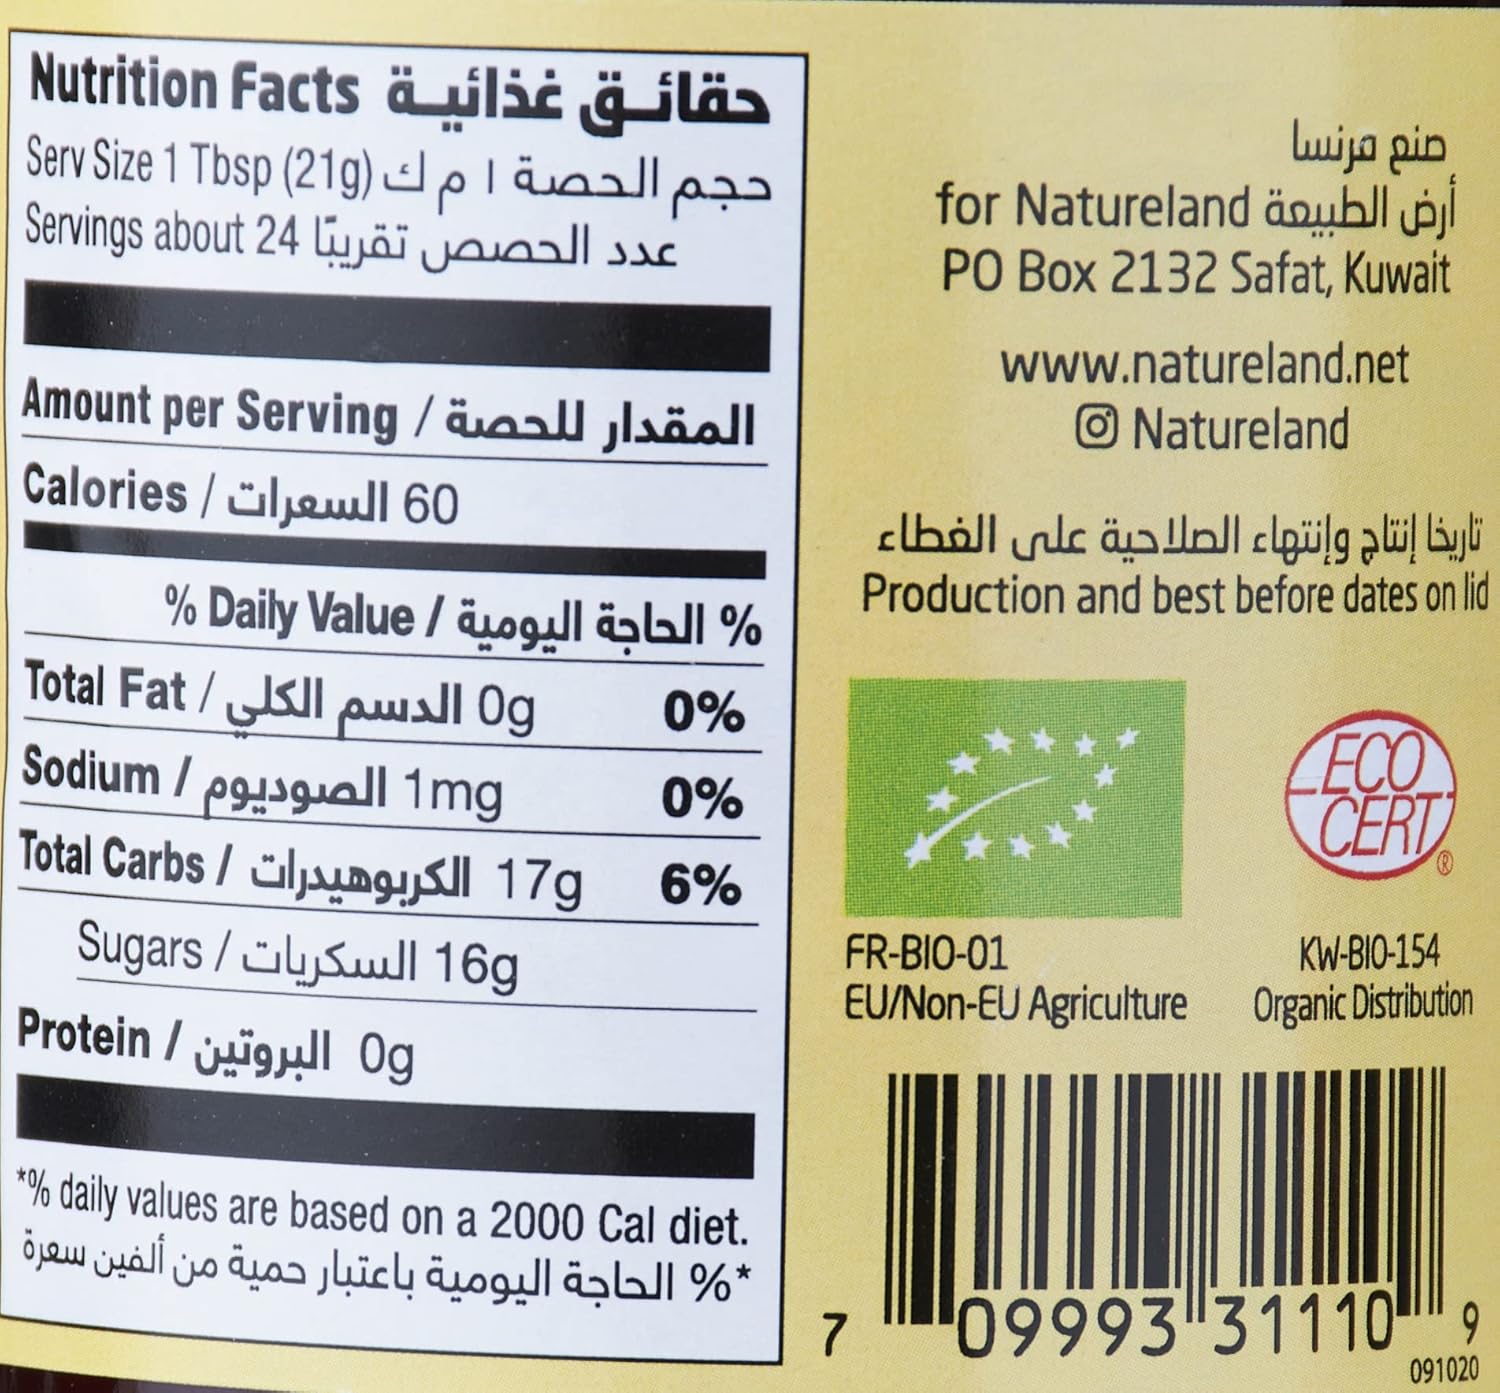 Nutrition Facts حقائق غذائية
Serv Size 1 Tbsp (21g) حجم الحصة ١ م ك
Servings about 24 عدد الحصص تقريبًا
Amount per Serving / المقدار للحصة
Calories / السعرات 60
% Daily Value / الحاجة اليومية %
Total Fat / الدسم الكلي 0g 0%
Sodium / الصوديوم 1mg 0%
Total Carbs / الكربوهيدرات 17g 6%
Sugars / السكريات 16g
Protein / البروتين 0g
*% daily values are based on a 2000 Cal diet.
*% الحاجة اليومية باعتبار حمية من ألفين سعرة
صنع فرنسا
for Natureland أرض الطبيعة
PO Box 2132 Safat, Kuwait
www.natureland.net
Natureland
تاريخا إنتاج وإنتهاء الصلاحية على الغطاء
Production and best before dates on lid
ECO
CERT®
FR-BIO-01
EU/Non-EU Agriculture
KW-BIO-154
Organic Distribution
7 09993 31110 9
091020